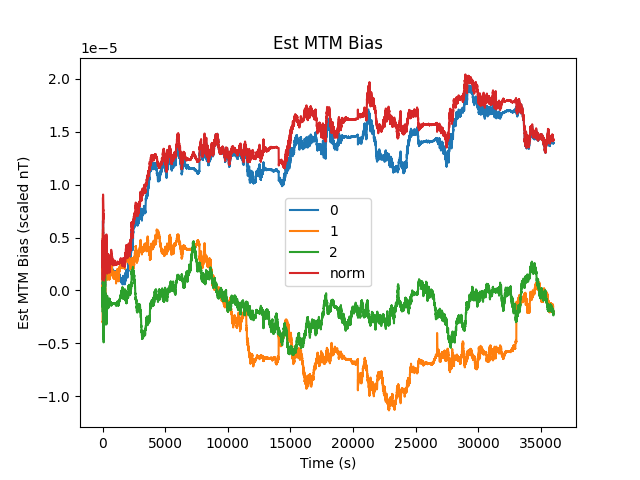 Est MTM Bias
1e−5
2.0
1.5
1.0
0.5
0.0
−0.5
−1.0
Est MTM Bias (scaled nT)
0
1
2
norm
0 5000 10000 15000 20000 25000 30000 35000
Time (s)